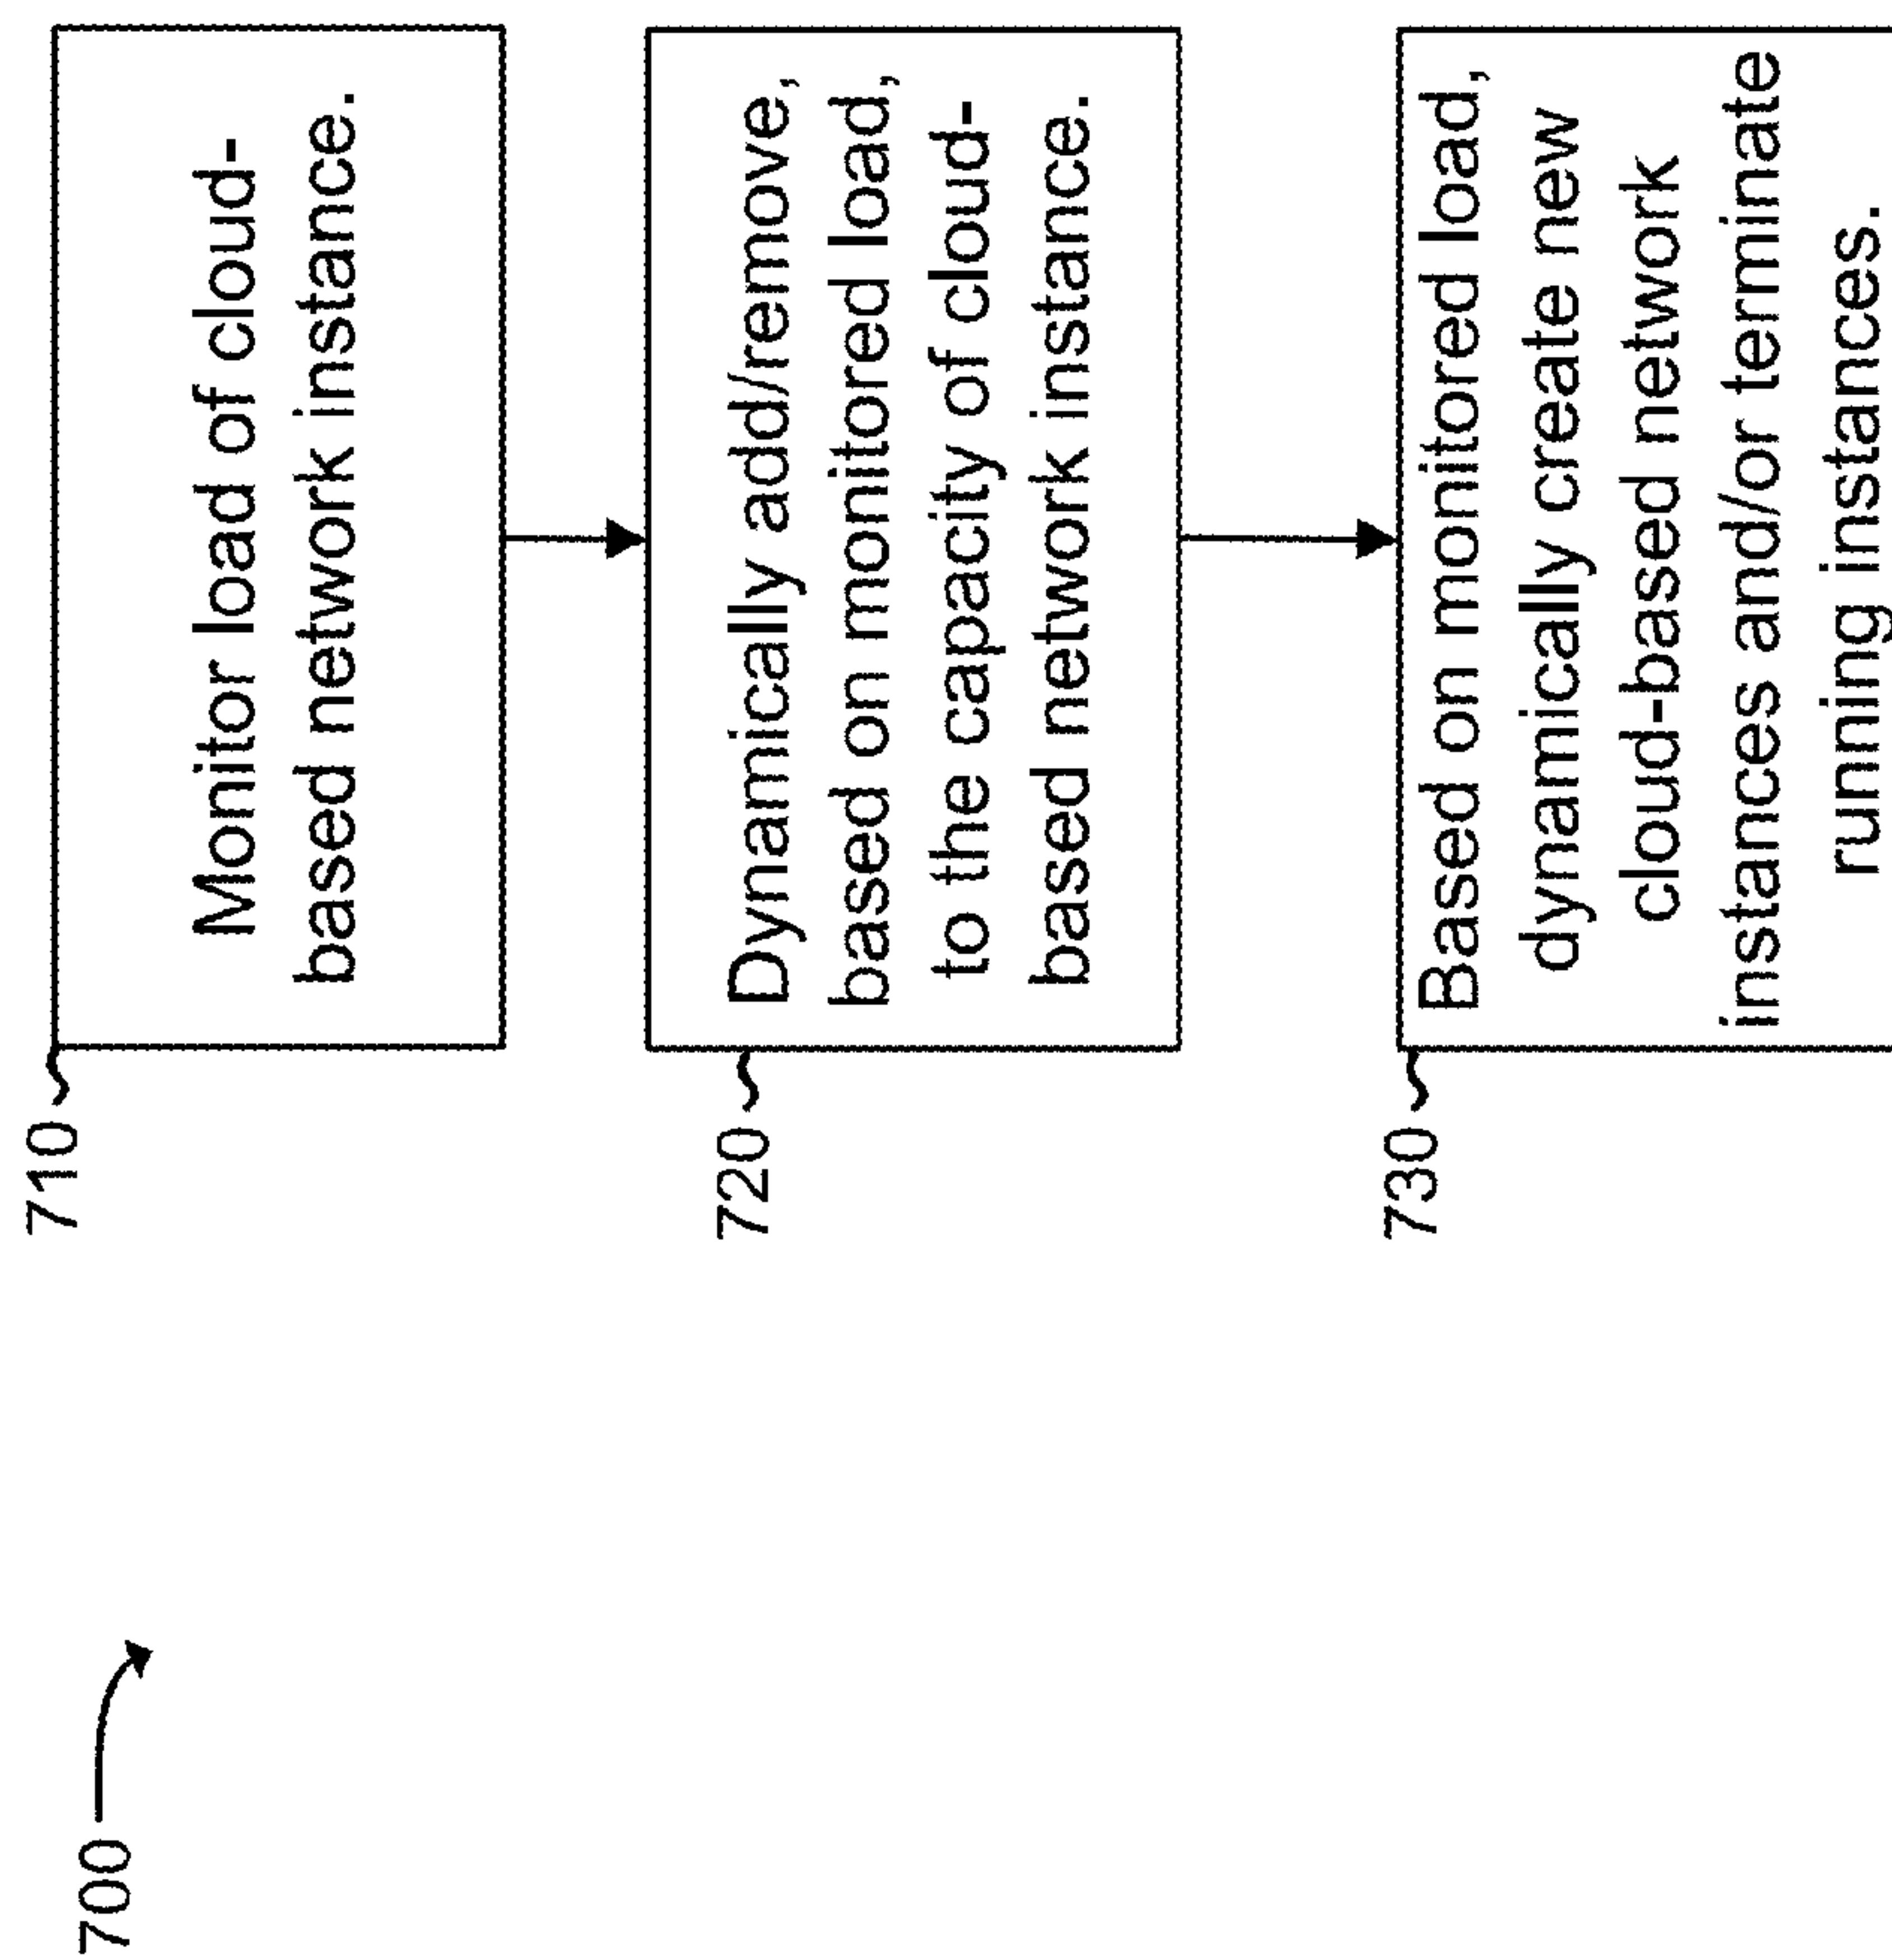 700
710
Monitor load of cloud-
based network instance.
720
Dynamically add/remove,
based on monitored load,
to the capacity of cloud-
based network instance.
730
Based on monitored load,
dynamically create new
cloud-based network
instances and/or terminate
running instances.